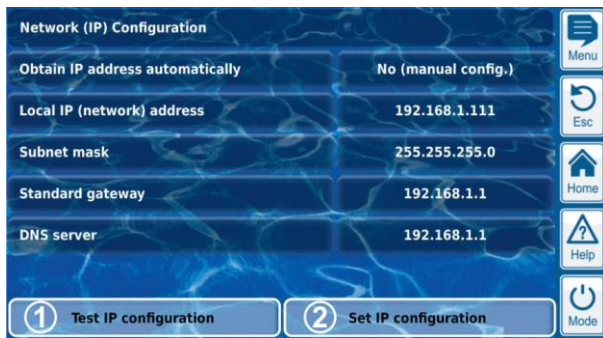 Network (IP) Configuration
Menu
Obtain IP address automatically No (manual config.)
Local IP (network) address 192.168.1.111
Esc
Subnet mask 255.255.255.0
Standard gateway 192.168.1.1
Home
DNS server 192.168.1.1
Help
1 Test IP configuration 2 Set IP configuration
Mode